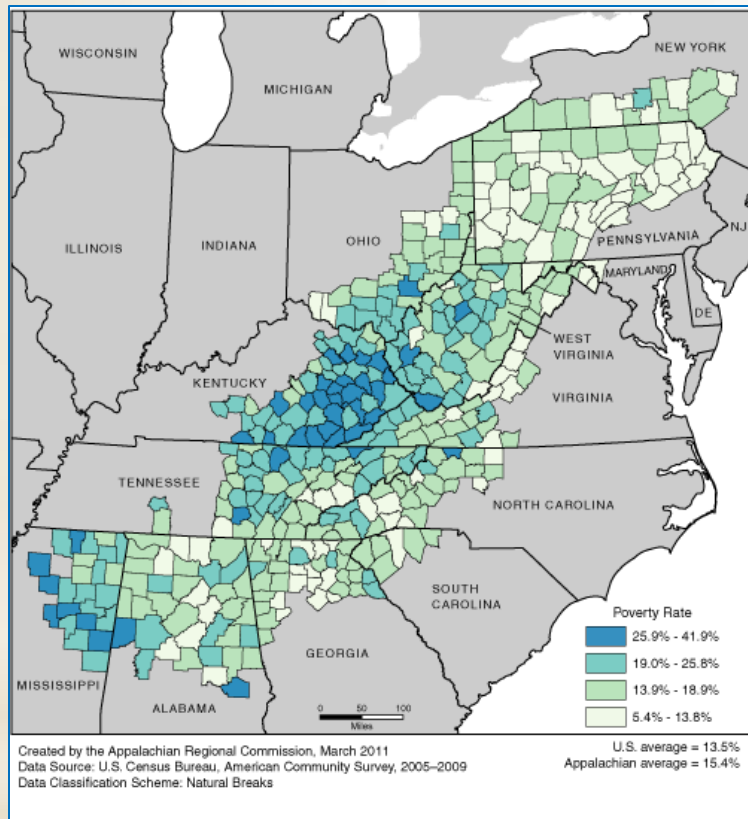 WISCONSIN
NEW YORK
MICHIGAN
ILLINOIS
INDIANA
OHIO
PENNSYLVANIA
NJ
MARYLAND
DE
WEST
VIRGINIA
KENTUCKY
VIRGINIA
TENNESSEE
NORTH CAROLINA
SOUTH
CAROLINA
GEORGIA
MISSISSIPPI
ALABAMA
0 50 100
Miles
Poverty Rate
25.9% - 41.9%
19.0% - 25.8%
13.9% - 18.9%
5.4% - 13.8%
U.S. average = 13.5%
Appalachian average = 15.4%
Created by the Appalachian Regional Commission, March 2011
Data Source: U.S. Census Bureau, American Community Survey, 2005–2009
Data Classification Scheme: Natural Breaks